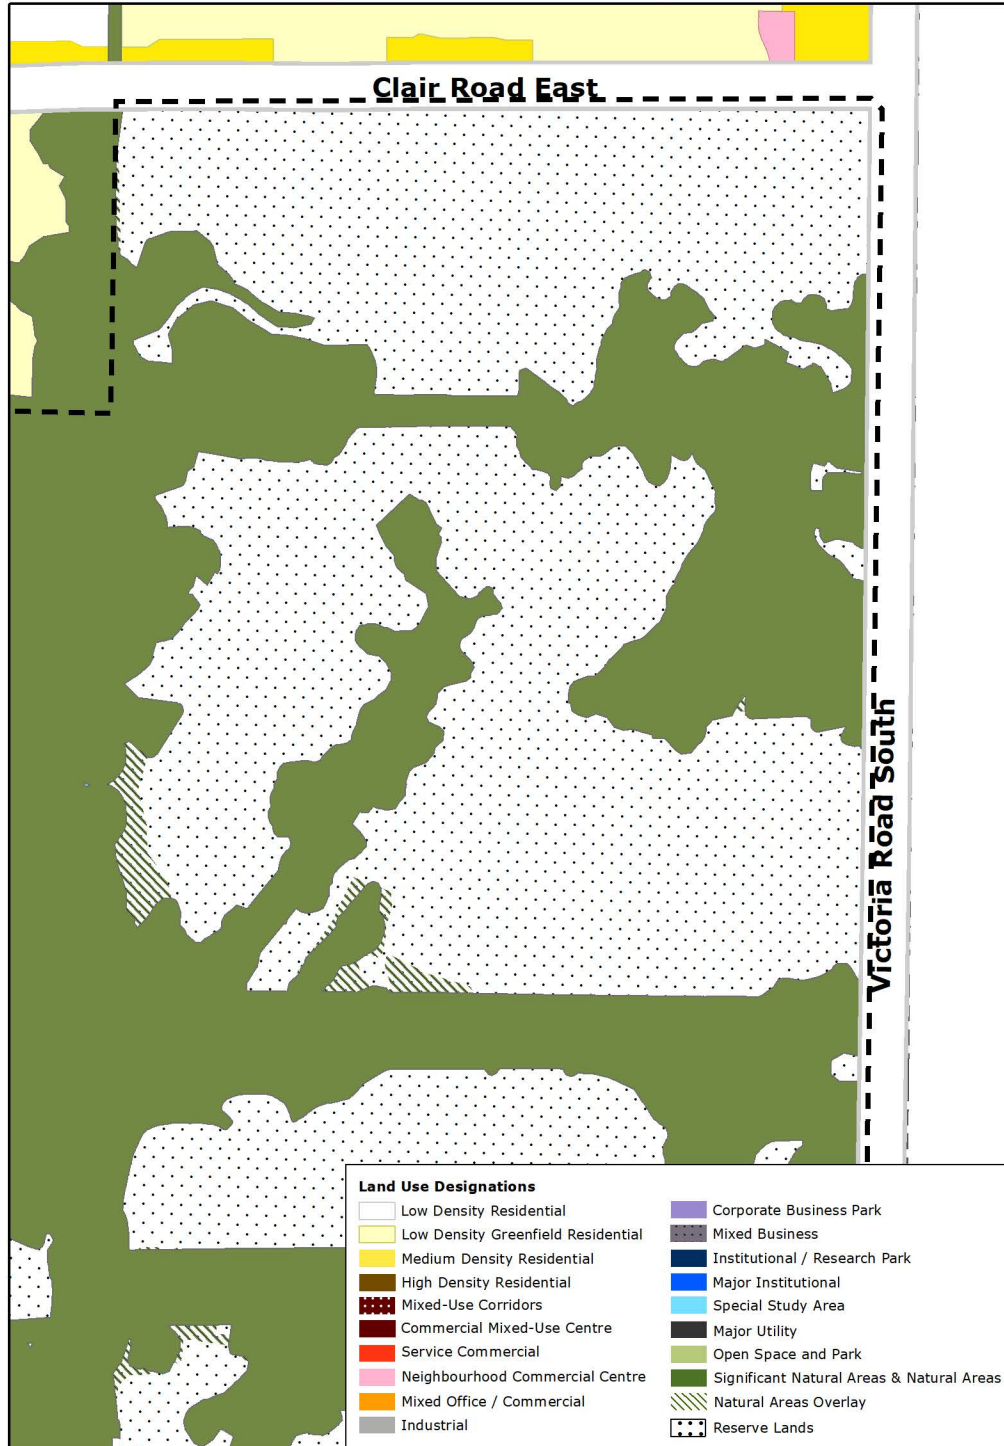 Clair Road East
Victoria Road South
Land Use Designations
Low Density Residential
Low Density Greenfield Residential
Medium Density Residential
High Density Residential
Mixed-Use Corridors
Commercial Mixed-Use Centre
Service Commercial
Neighbourhood Commercial Centre
Mixed Office / Commercial
Industrial
Corporate Business Park
Mixed Business
Institutional / Research Park
Major Institutional
Special Study Area
Major Utility
Open Space and Park
Significant Natural Areas & Natural Areas
Natural Areas Overlay
Reserve Lands